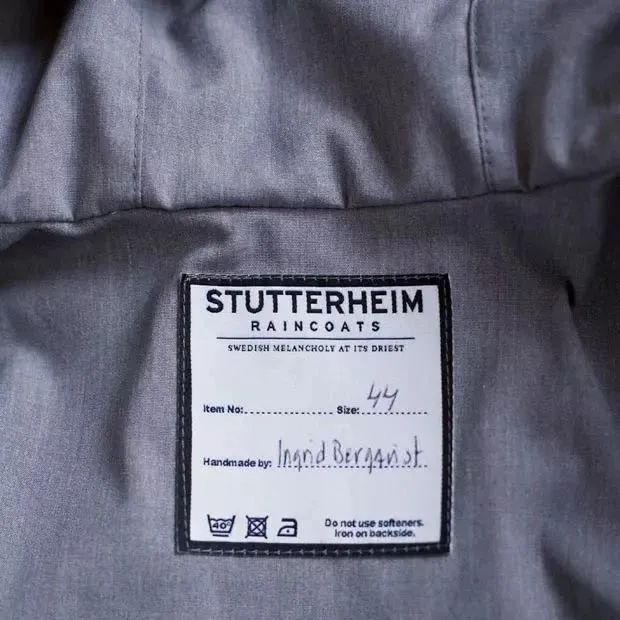 STUTTERHEIM
RAINCOATS
SWEDISH MELANCHOLY AT ITS DRIEST
Item No: Size: 44
Handmade by: Ingrid Bergqvist
40°
Do not use softeners.
Iron on backside.